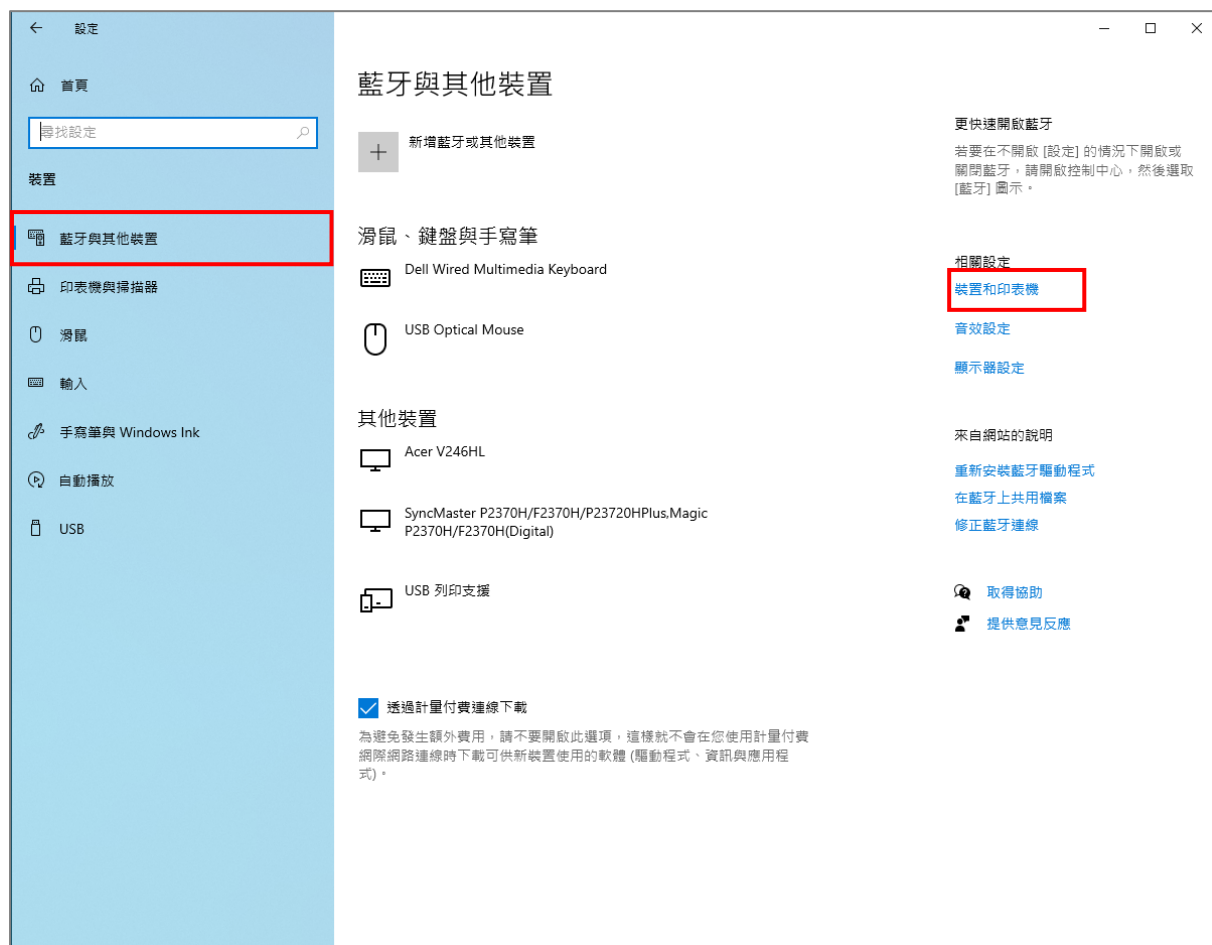 設定
首頁
尋找設定
裝置
藍牙與其他裝置
印表機與掃描器
滑鼠
輸入
手寫筆與 Windows Ink
自動播放
USB
藍牙與其他裝置
新增藍牙或其他裝置
滑鼠、鍵盤與手寫筆
Dell Wired Multimedia Keyboard
USB Optical Mouse
其他裝置
Acer V246HL
SyncMaster P2370H/F2370H/P23720HPlus,Magic
P2370H/F2370H(Digital)
USB 列印支援
透過計量付費連線下載
為避免發生額外費用，請不要開啟此選項，這樣就不會在您使用計量付費
網際網路連線時下載可供新裝置使用的軟體 (驅動程式、資訊與應用程
式)。
更快速開啟藍牙
若要在不開啟 [設定] 的情況下開啟或
關閉藍牙，請開啟控制中心，然後選取
[藍牙] 圖示。
相關設定
裝置和印表機
音效設定
顯示器設定
來自網站的說明
重新安裝藍牙驅動程式
在藍牙上共用檔案
修正藍牙連線
取得協助
提供意見反應